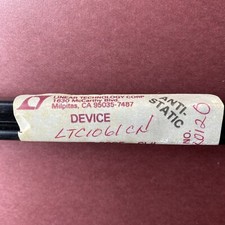 LINEAR TECHNOLOGY CORP.
1630 McCarthy Blvd.
Milpitas, CA 95035-7487
ANTI-
STATIC
DEVICE
LTC1061CN
NO.